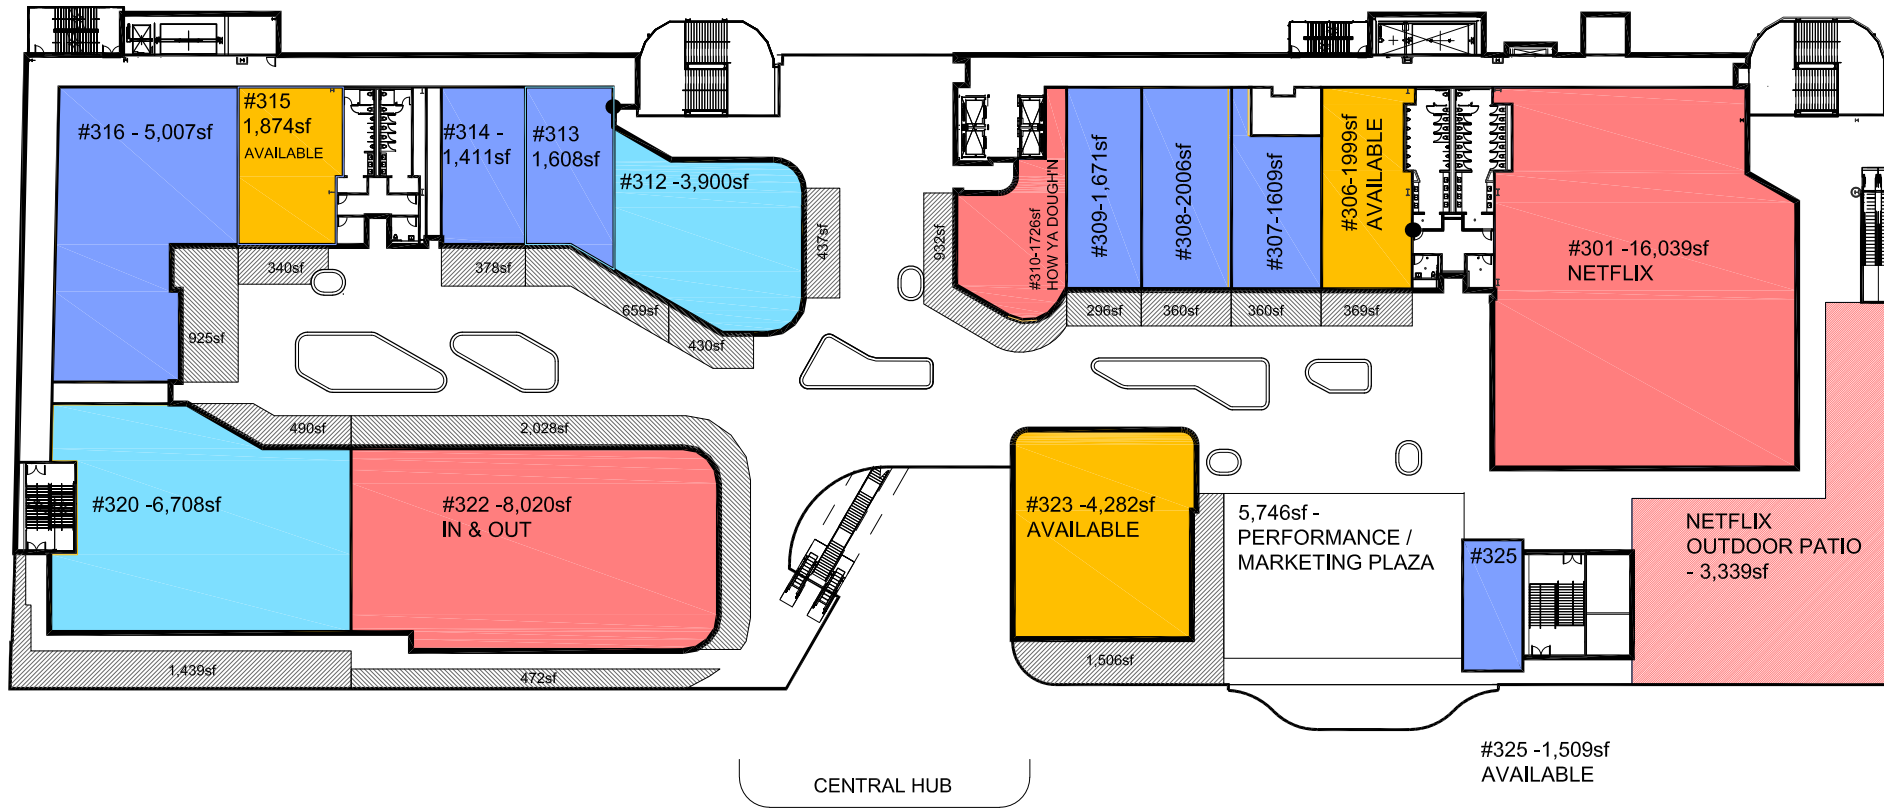 #316 - 5,007sf
#315
1,874sf
AVAILABLE
#314 -
1,411sf
#313
1,608sf
#312 -3,900sf
437sf
932sf
#310-1726sf
HOW YA DOUGH'N
#309-1,671sf
#308-2006sf
#307-1609sf
#306-1999sf
AVAILABLE
#301 -16,039sf
NETFLIX
340sf
378sf
925sf
659sf
430sf
296sf
360sf
360sf
369sf
490sf
2,028sf
#320 -6,708sf
#322 -8,020sf
IN & OUT
#323 -4,282sf
AVAILABLE
5,746sf -
PERFORMANCE /
MARKETING PLAZA
#325
NETFLIX
OUTDOOR PATIO
- 3,339sf
1,439sf
472sf
1,506sf
#325 -1,509sf
AVAILABLE
CENTRAL HUB